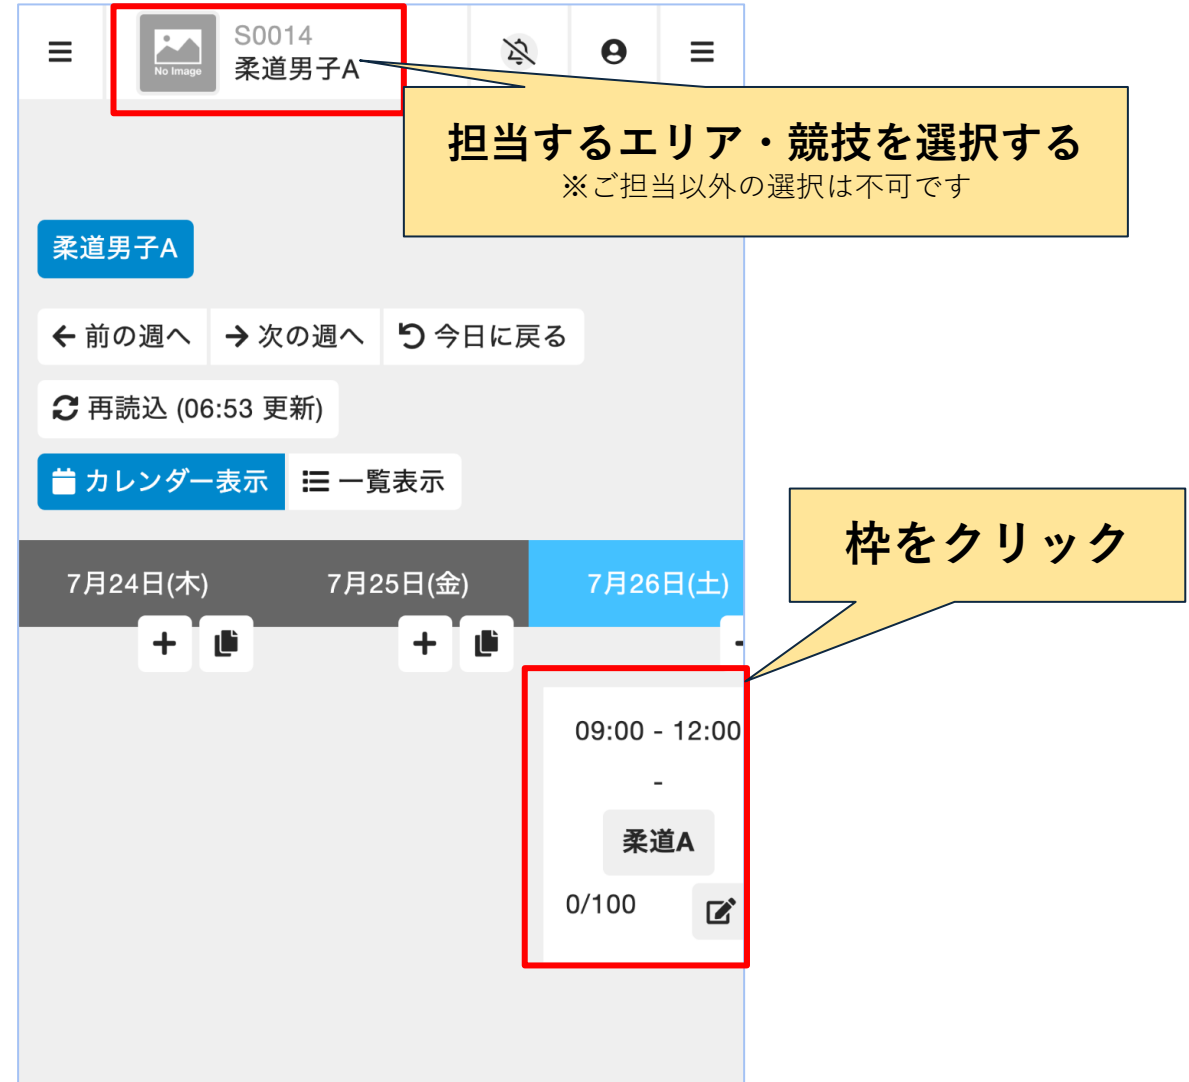 S0014
No Image
柔道男子A
担当するエリア・競技を選択する
※ご担当以外の選択は不可です
柔道男子A
前の週へ 次の週へ 今日に戻る
再読込 (06:53 更新)
カレンダー表示 一覧表示
枠をクリック
7月24日(木) 7月25日(金) 7月26日(土)
09:00 - 12:00
-
柔道A
0/100